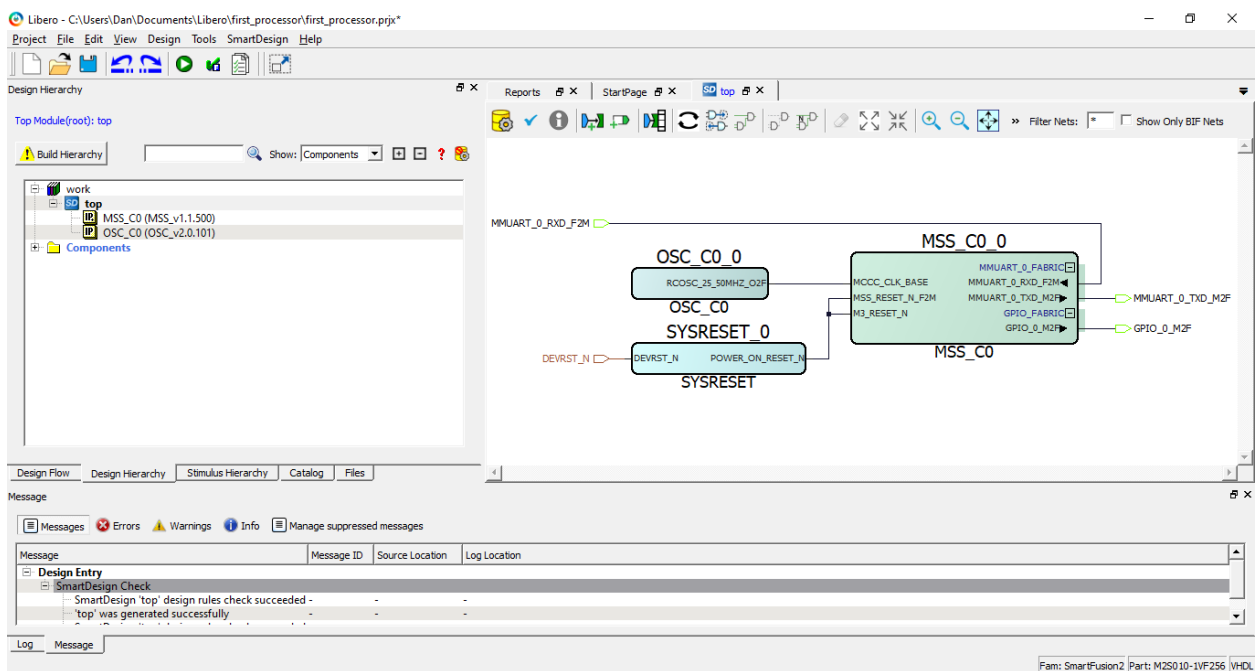 Libero - C:\Users\Dan\Documents\Libero\first_processor\first_processor.prjx*
Project File Edit View Design Tools SmartDesign Help
Design Hierarchy
Top Module(root): top
Build Hierarchy Show: Components
work
top
MSS_C0 (MSS_v1.1.500)
OSC_C0 (OSC_v2.0.101)
Components
Design Flow Design Hierarchy Stimulus Hierarchy Catalog Files
Reports StartPage top
» Filter Nets: * Show Only BIF Nets
MMUART_0_RXD_F2M
OSC_C0_0
RCOSC_25_50MHZ_O2F
OSC_C0
SYSRESET_0
DEVRST_N DEVRST_N POWER_ON_RESET_N
SYSRESET
MSS_C0_0
MMUART_0_FABRIC
MCCC_CLK_BASE MMUART_0_RXD_F2M
MSS_RESET_N_F2M MMUART_0_TXD_M2F MMUART_0_TXD_M2F
M3_RESET_N GPIO_FABRIC
GPIO_0_M2F GPIO_0_M2F
MSS_C0
Message
Messages Errors Warnings Info Manage suppressed messages
Message Message ID Source Location Log Location
Design Entry
SmartDesign Check
SmartDesign 'top' design rules check succeeded - - -
'top' was generated successfully - - -
Log Message
Fam: SmartFusion2 Part: M2S010-1VF256 VHDL